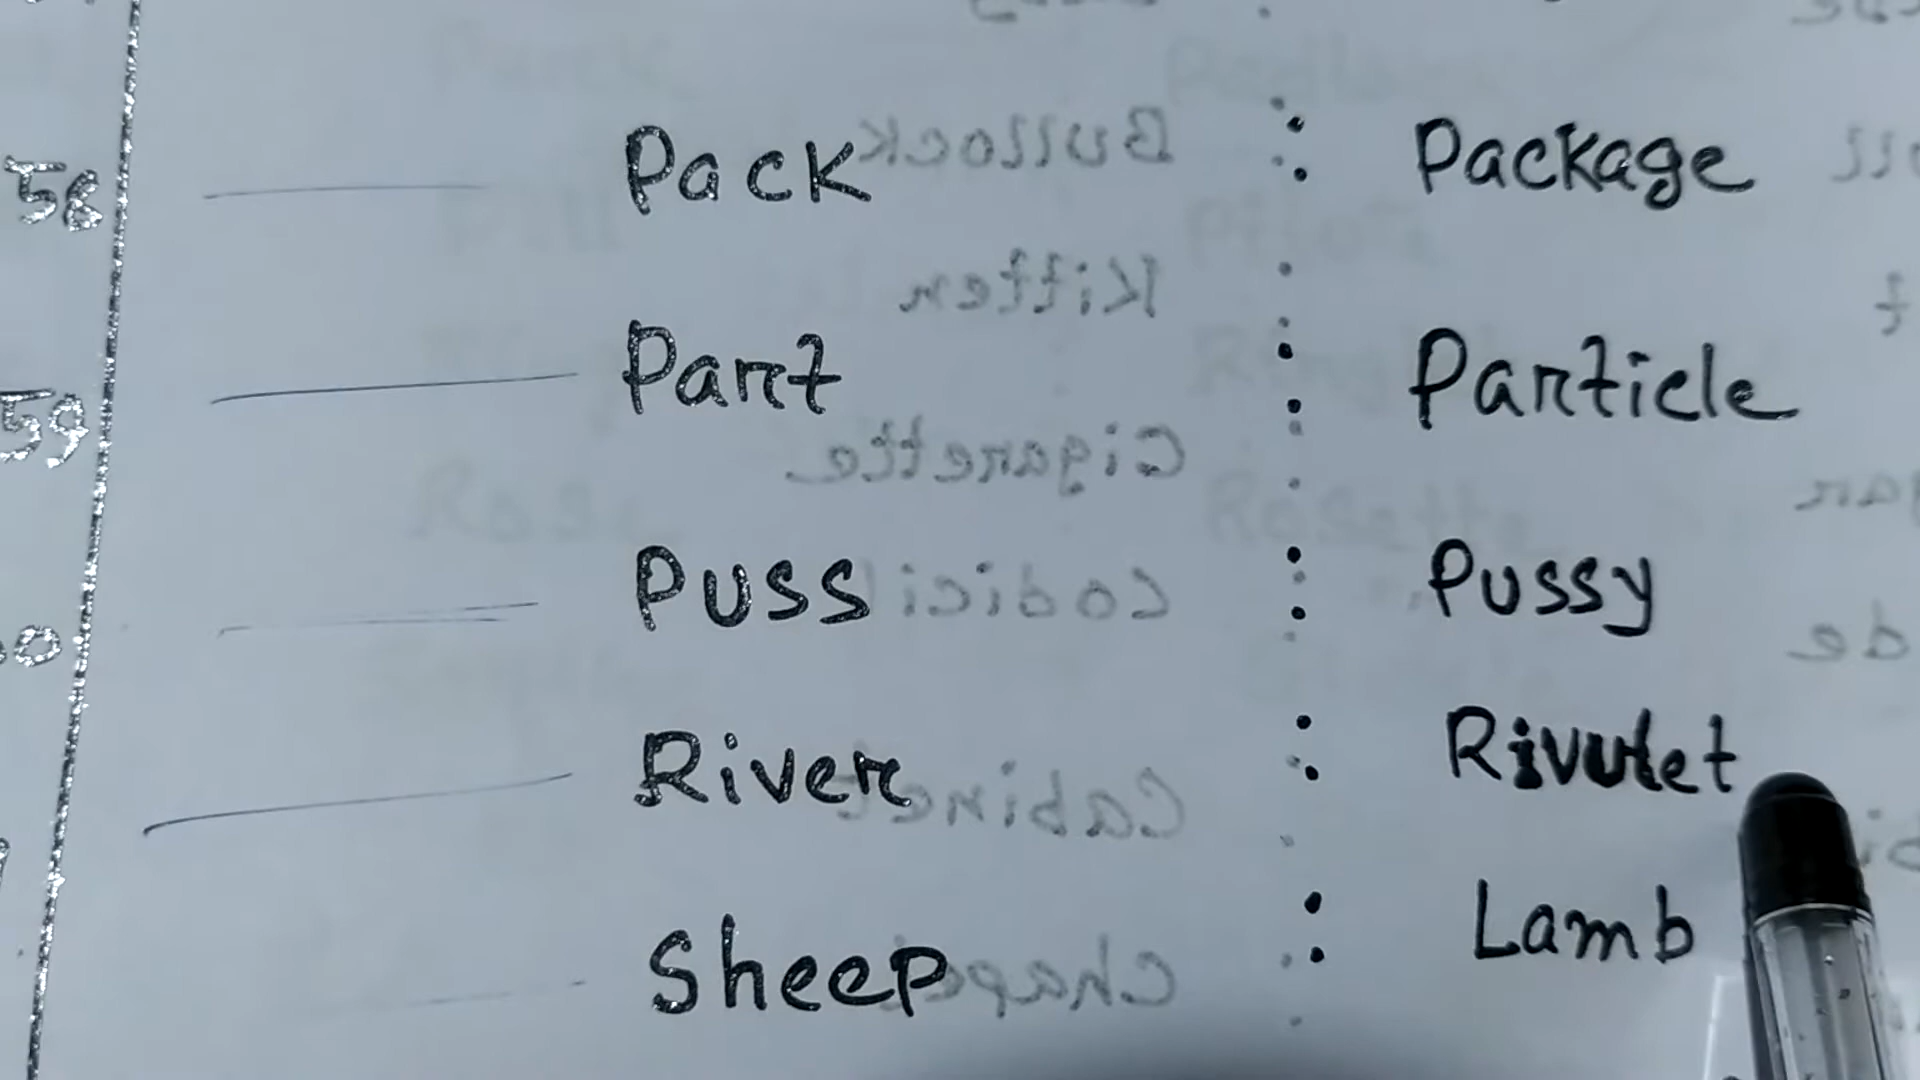 58 Pack : Package
59 Part : Particle
Puss : Pussy
River : Rivulet
Sheep : Lamb